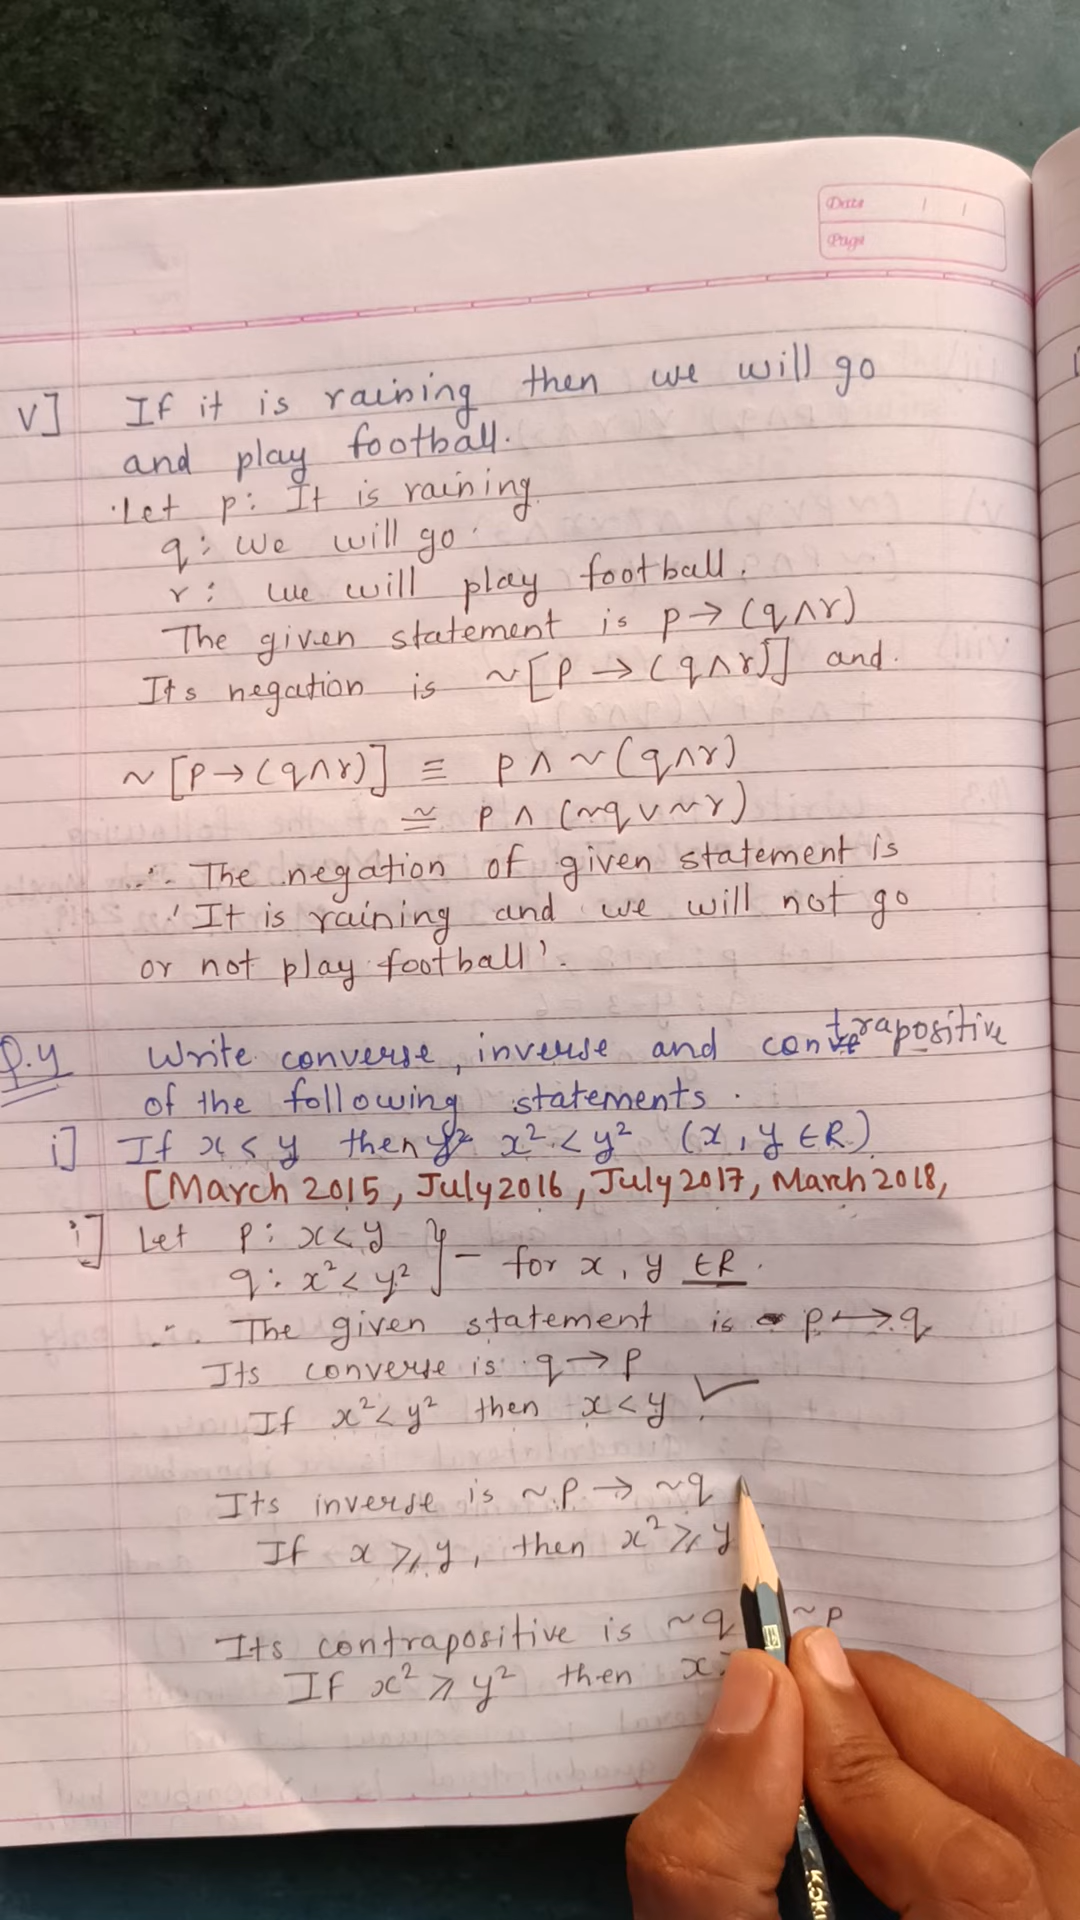 Date
Page
v] If it is raining then we will go
and play football.
Let p: It is raining.
q: we will go.
r: we will play football.
The given statement is p → (q ∧ r)
Its negation is ~[p → (q ∧ r)] and.
~[p → (q ∧ r)] ≡ p ∧ ~(q ∧ r)
≅ p ∧ (~q ∨ ~r)
∴ The negation of given statement is
'It is raining and we will not go
or not play football'.
Q.4 Write converse, inverse and contrapositive
of the following statements.
i] If x < y then x² < y² (x, y ∈ R)
[March 2015, July 2016, July 2017, March 2018,
i] Let p: x < y
q: x² < y² } – for x, y ∈ R.
∴ The given statement is p → q
Its converse is q → p
If x² < y² then x < y ✓
Its inverse is ~p → ~q
If x ⩾ y, then x² ⩾ y
Its contrapositive is ~q ~p
If x² ⩾ y² then x